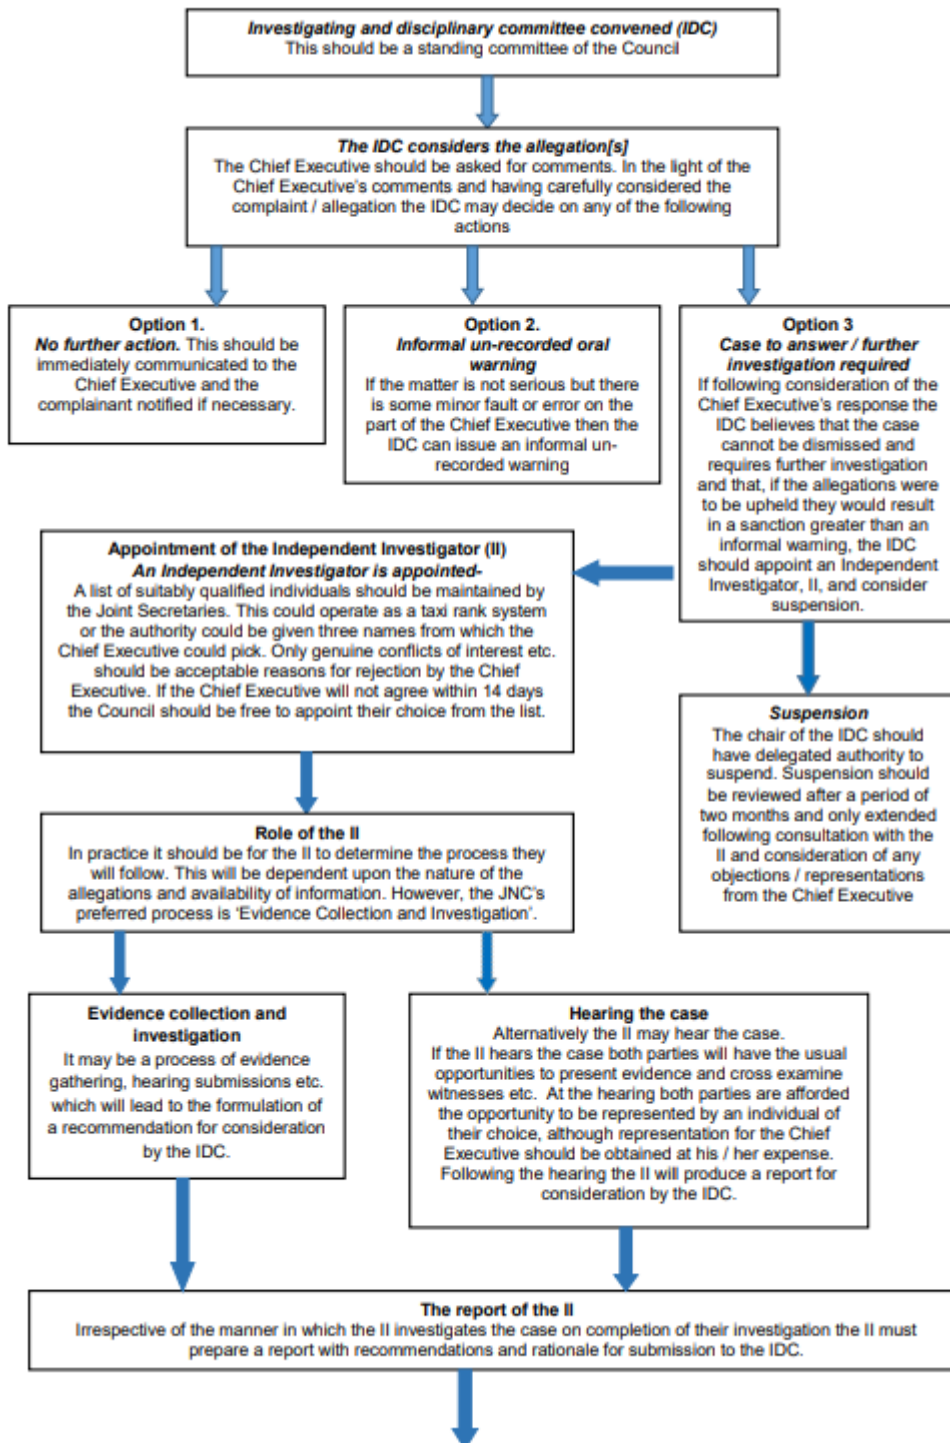 Investigating and disciplinary committee convened (IDC)
This should be a standing committee of the Council
The IDC considers the allegation[s]
The Chief Executive should be asked for comments. In the light of the
Chief Executive's comments and having carefully considered the
complaint / allegation the IDC may decide on any of the following
actions
Option 1.
No further action. This should be
immediately communicated to the
Chief Executive and the
complainant notified if necessary.
Option 2.
Informal un-recorded oral
warning
If the matter is not serious but there
is some minor fault or error on the
part of the Chief Executive then the
IDC can issue an informal un-
recorded warning
Option 3
Case to answer / further
investigation required
If following consideration of the
Chief Executive's response the
IDC believes that the case
cannot be dismissed and
requires further investigation
and that, if the allegations were
to be upheld they would result
in a sanction greater than an
informal warning, the IDC
should appoint an Independent
Investigator, II, and consider
suspension.
Appointment of the Independent Investigator (II)
An Independent Investigator is appointed-
A list of suitably qualified individuals should be maintained by
the Joint Secretaries. This could operate as a taxi rank system
or the authority could be given three names from which the
Chief Executive could pick. Only genuine conflicts of interest etc.
should be acceptable reasons for rejection by the Chief
Executive. If the Chief Executive will not agree within 14 days
the Council should be free to appoint their choice from the list.
Suspension
The chair of the IDC should
have delegated authority to
suspend. Suspension should
be reviewed after a period of
two months and only extended
following consultation with the
II and consideration of any
objections / representations
from the Chief Executive
Role of the II
In practice it should be for the II to determine the process they
will follow. This will be dependent upon the nature of the
allegations and availability of information. However, the JNC's
preferred process is 'Evidence Collection and Investigation'.
Evidence collection and
investigation
It may be a process of evidence
gathering, hearing submissions etc.
which will lead to the formulation of
a recommendation for consideration
by the IDC.
Hearing the case
Alternatively the II may hear the case.
If the II hears the case both parties will have the usual
opportunities to present evidence and cross examine
witnesses etc. At the hearing both parties are afforded
the opportunity to be represented by an individual of
their choice, although representation for the Chief
Executive should be obtained at his / her expense.
Following the hearing the II will produce a report for
consideration by the IDC.
The report of the II
Irrespective of the manner in which the II investigates the case on completion of their investigation the II must
prepare a report with recommendations and rationale for submission to the IDC.